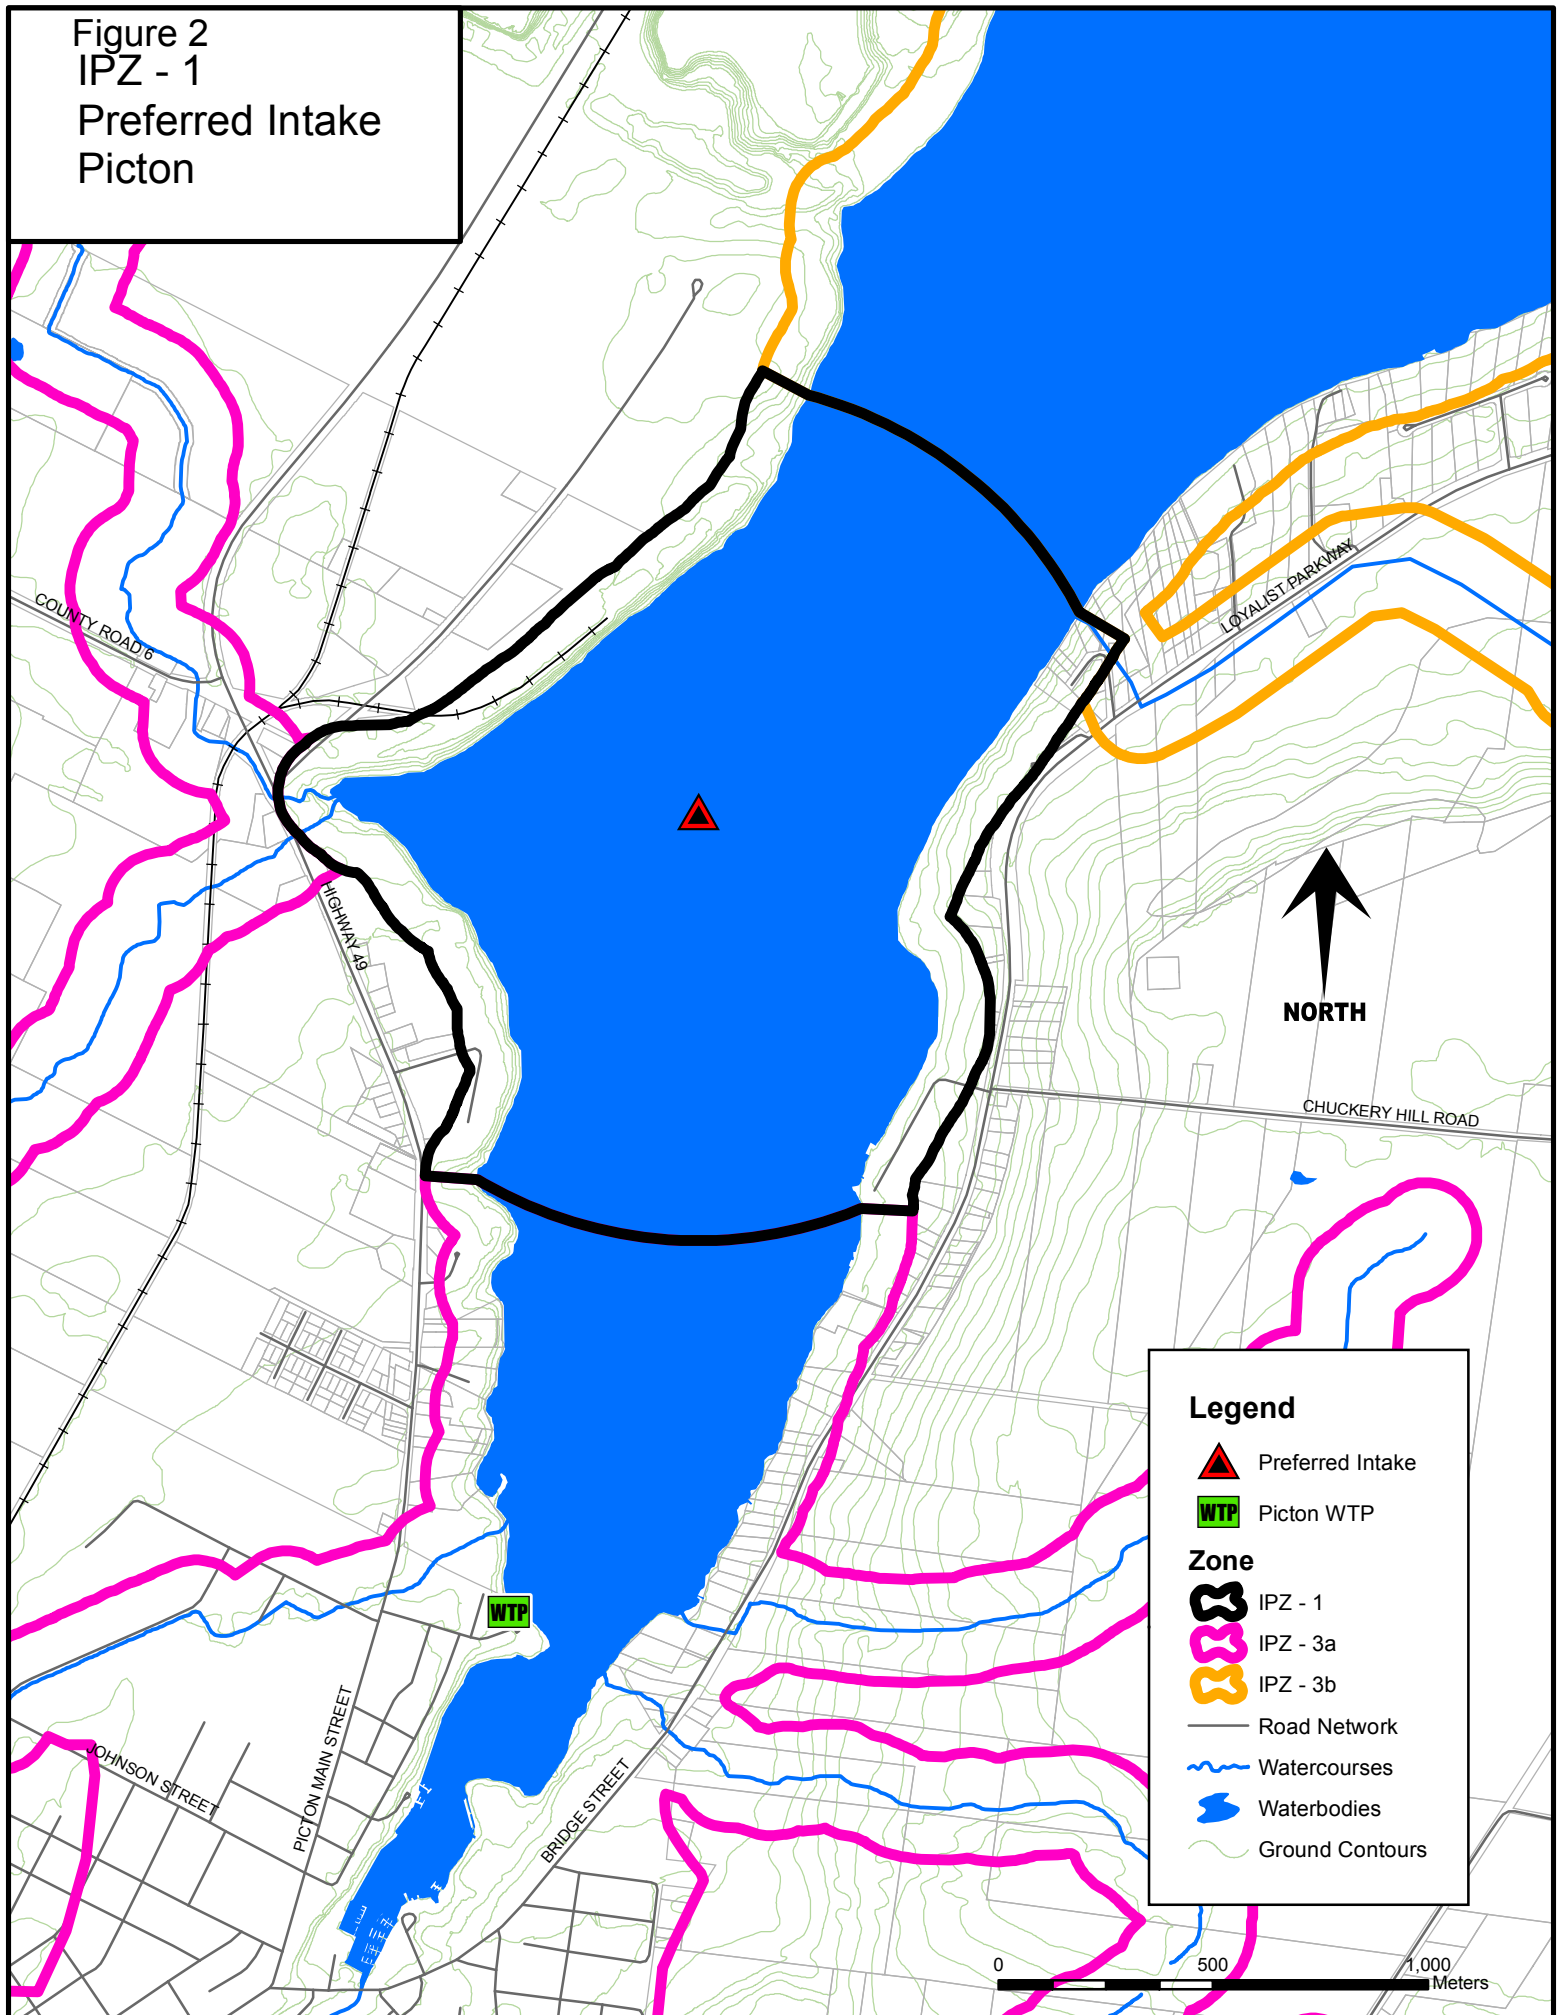 Figure 2
IPZ - 1
Preferred Intake
Picton
COUNTY ROAD 6
LOYALIST PARKWAY
HIGHWAY 49
NORTH
CHUCKERY HILL ROAD
Legend
Preferred Intake
WTP Picton WTP
Zone
IPZ - 1
IPZ - 3a
IPZ - 3b
Road Network
Watercourses
Waterbodies
Ground Contours
WTP
JOHNSON STREET
PICTON MAIN STREET
BRIDGE STREET
0 500 1,000
Meters